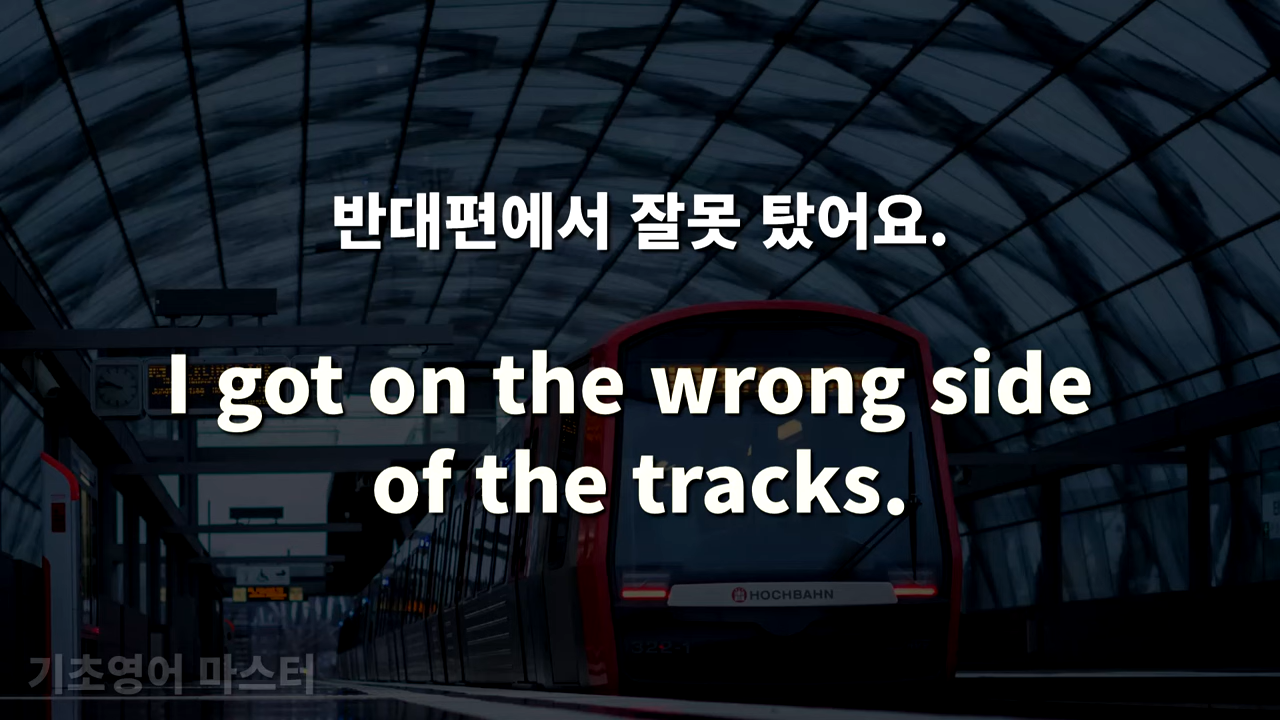 반대편에서 잘못 탔어요.
I got on the wrong side
of the tracks.
HOCHBAHN
기초영어 마스터